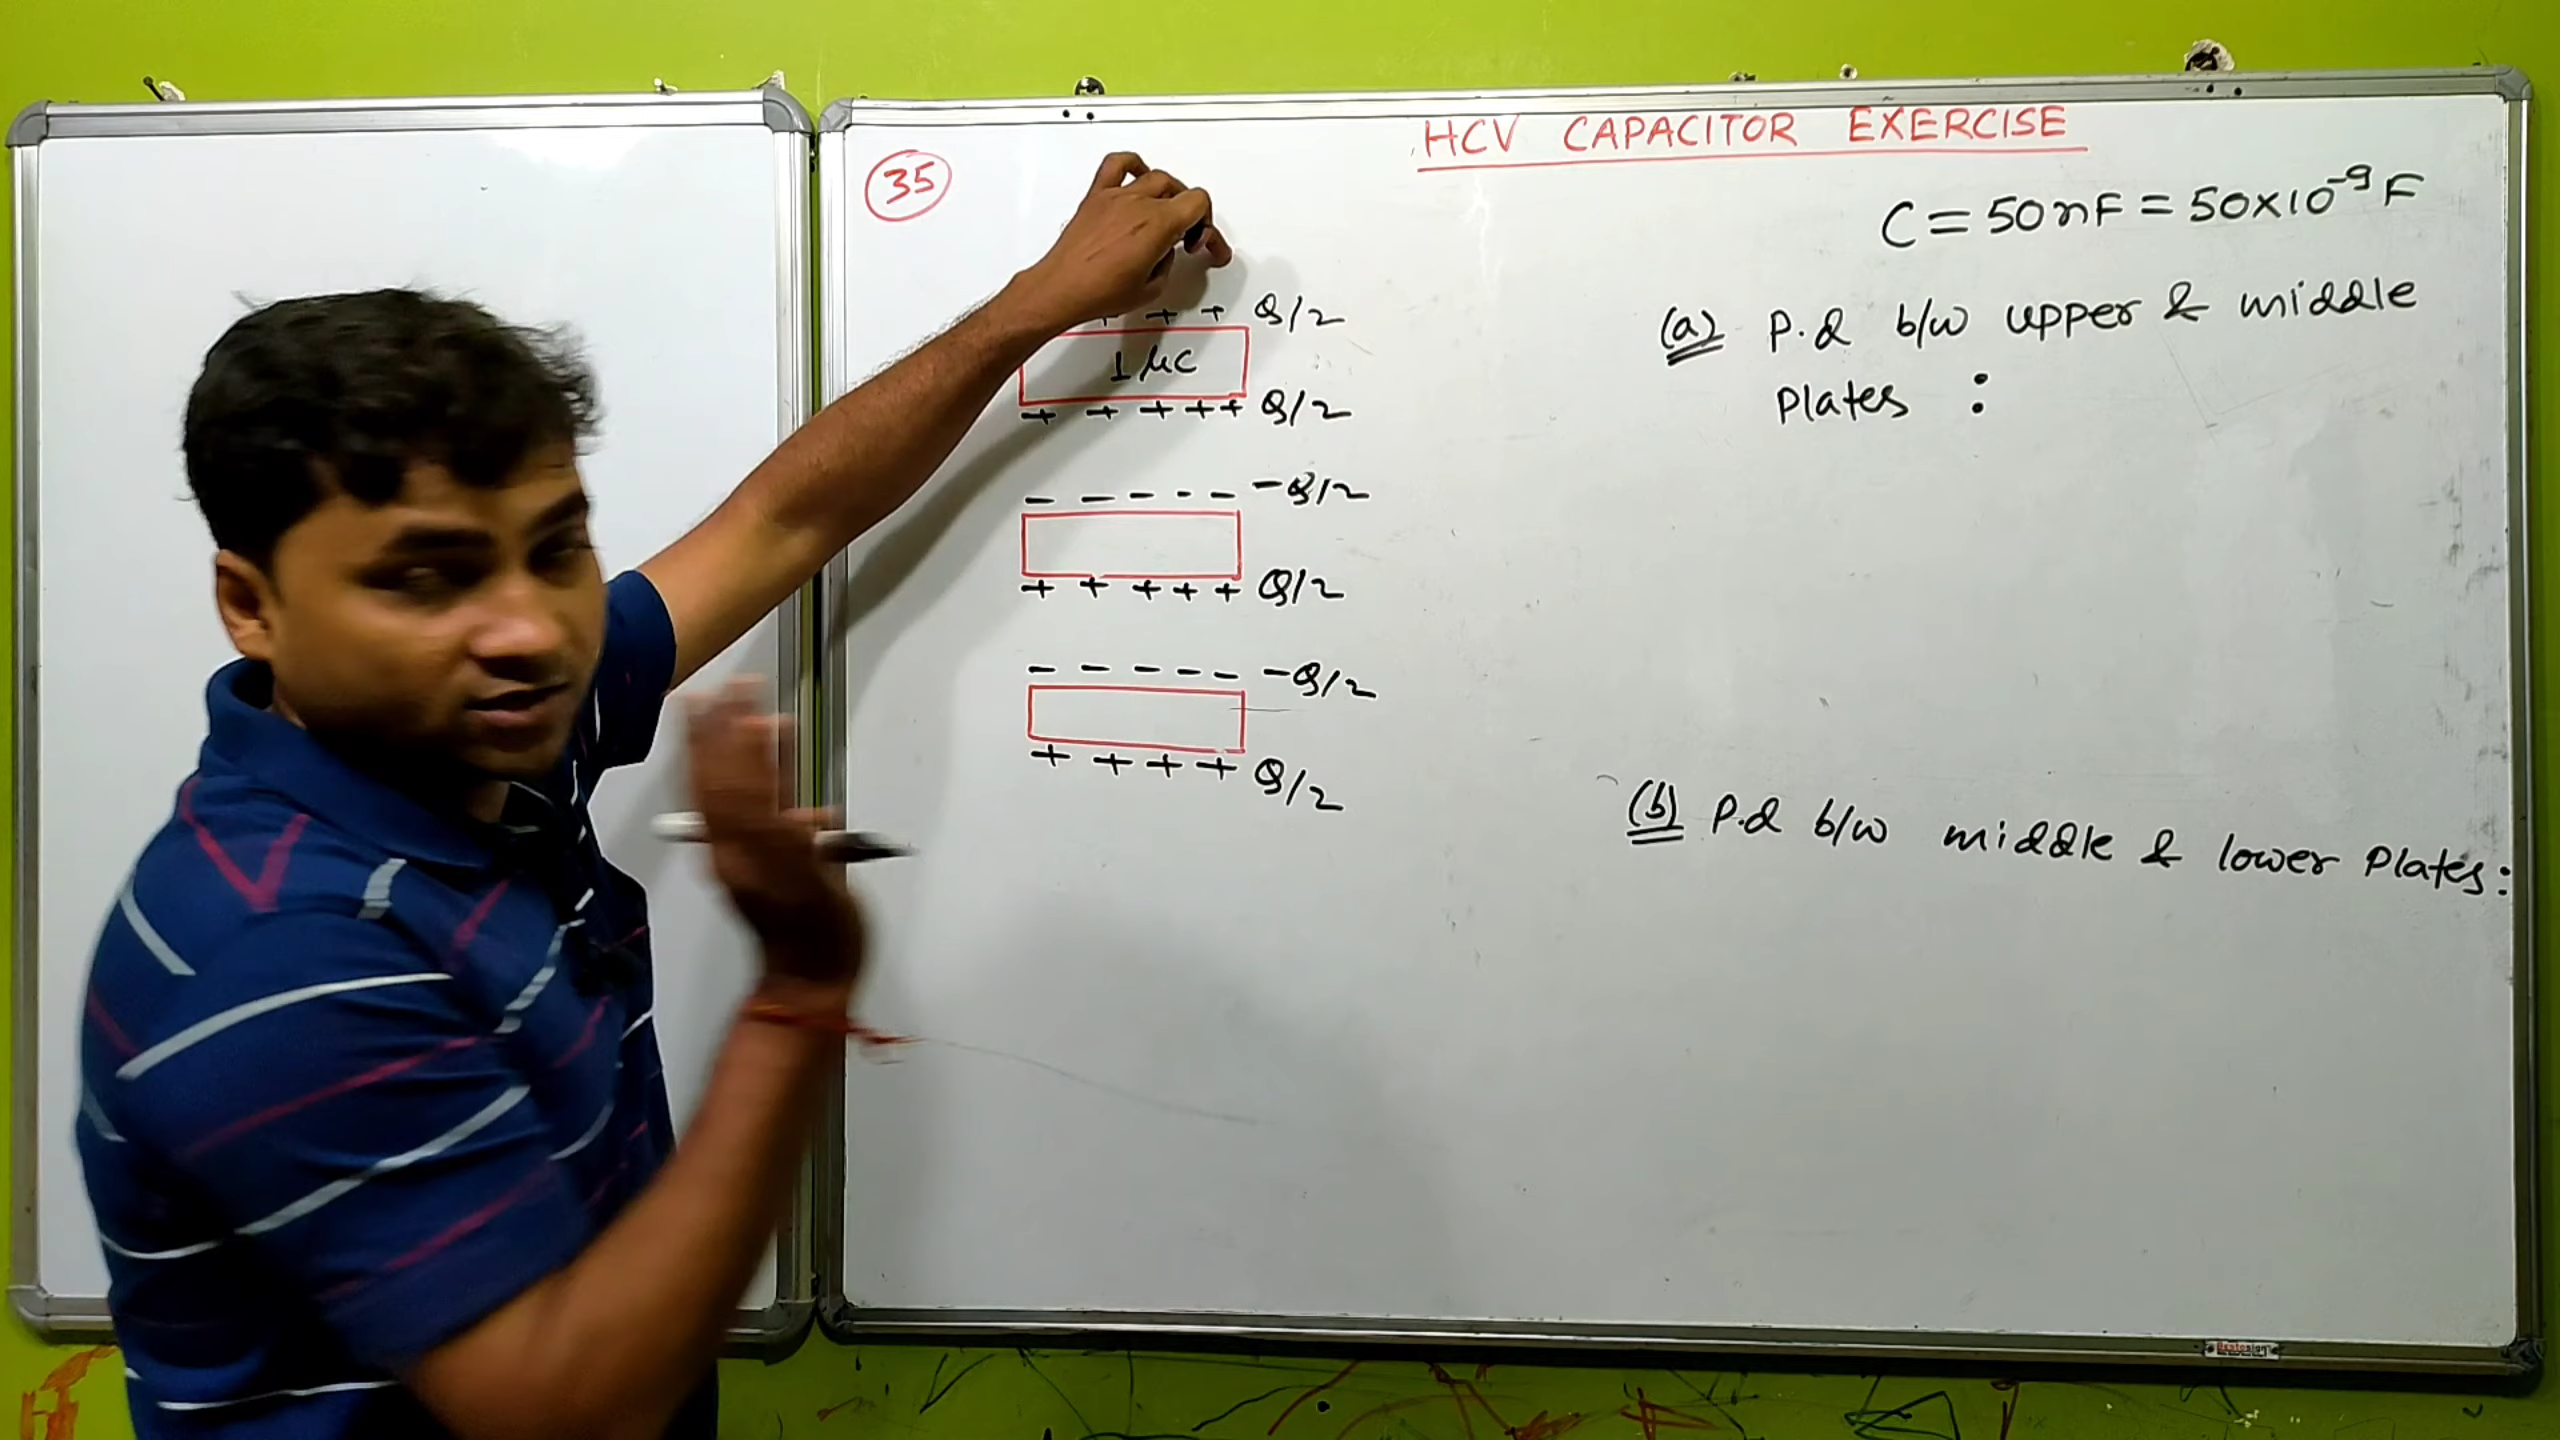 HCV CAPACITOR EXERCISE
35
C = 50nF = 50×10⁻⁹ F
+ + + Q/2
1 μC
+ + + + + Q/2
- - - - - -Q/2
+ + + + + Q/2
- - - - - -Q/2
+ + + + Q/2
(a) P.d b/w upper & middle
Plates :
(b) P.d b/w middle & lower Plates :